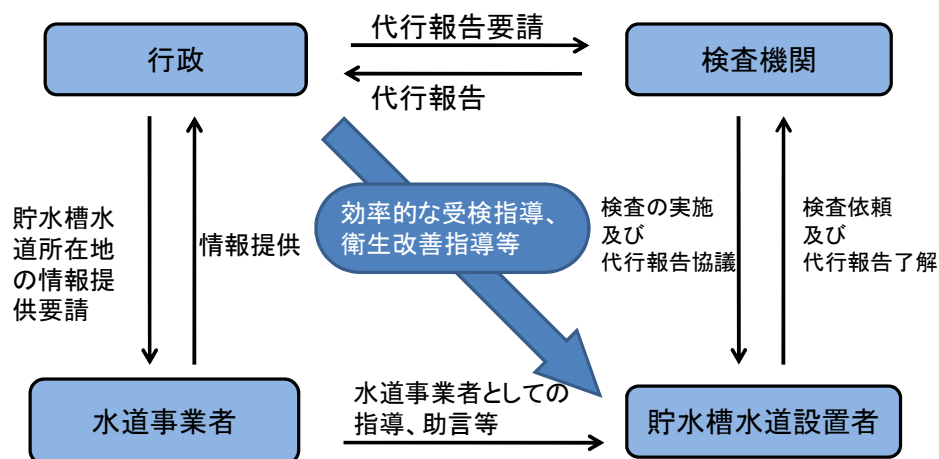 代行報告要請
行政
検査機関
代行報告
貯水槽水
道所在地
の情報提
供要請
情報提供
効率的な受検指導、
衛生改善指導等
検査の実施
及び
代行報告協議
検査依頼
及び
代行報告了解
水道事業者
水道事業者としての
指導、助言等
貯水槽水道設置者